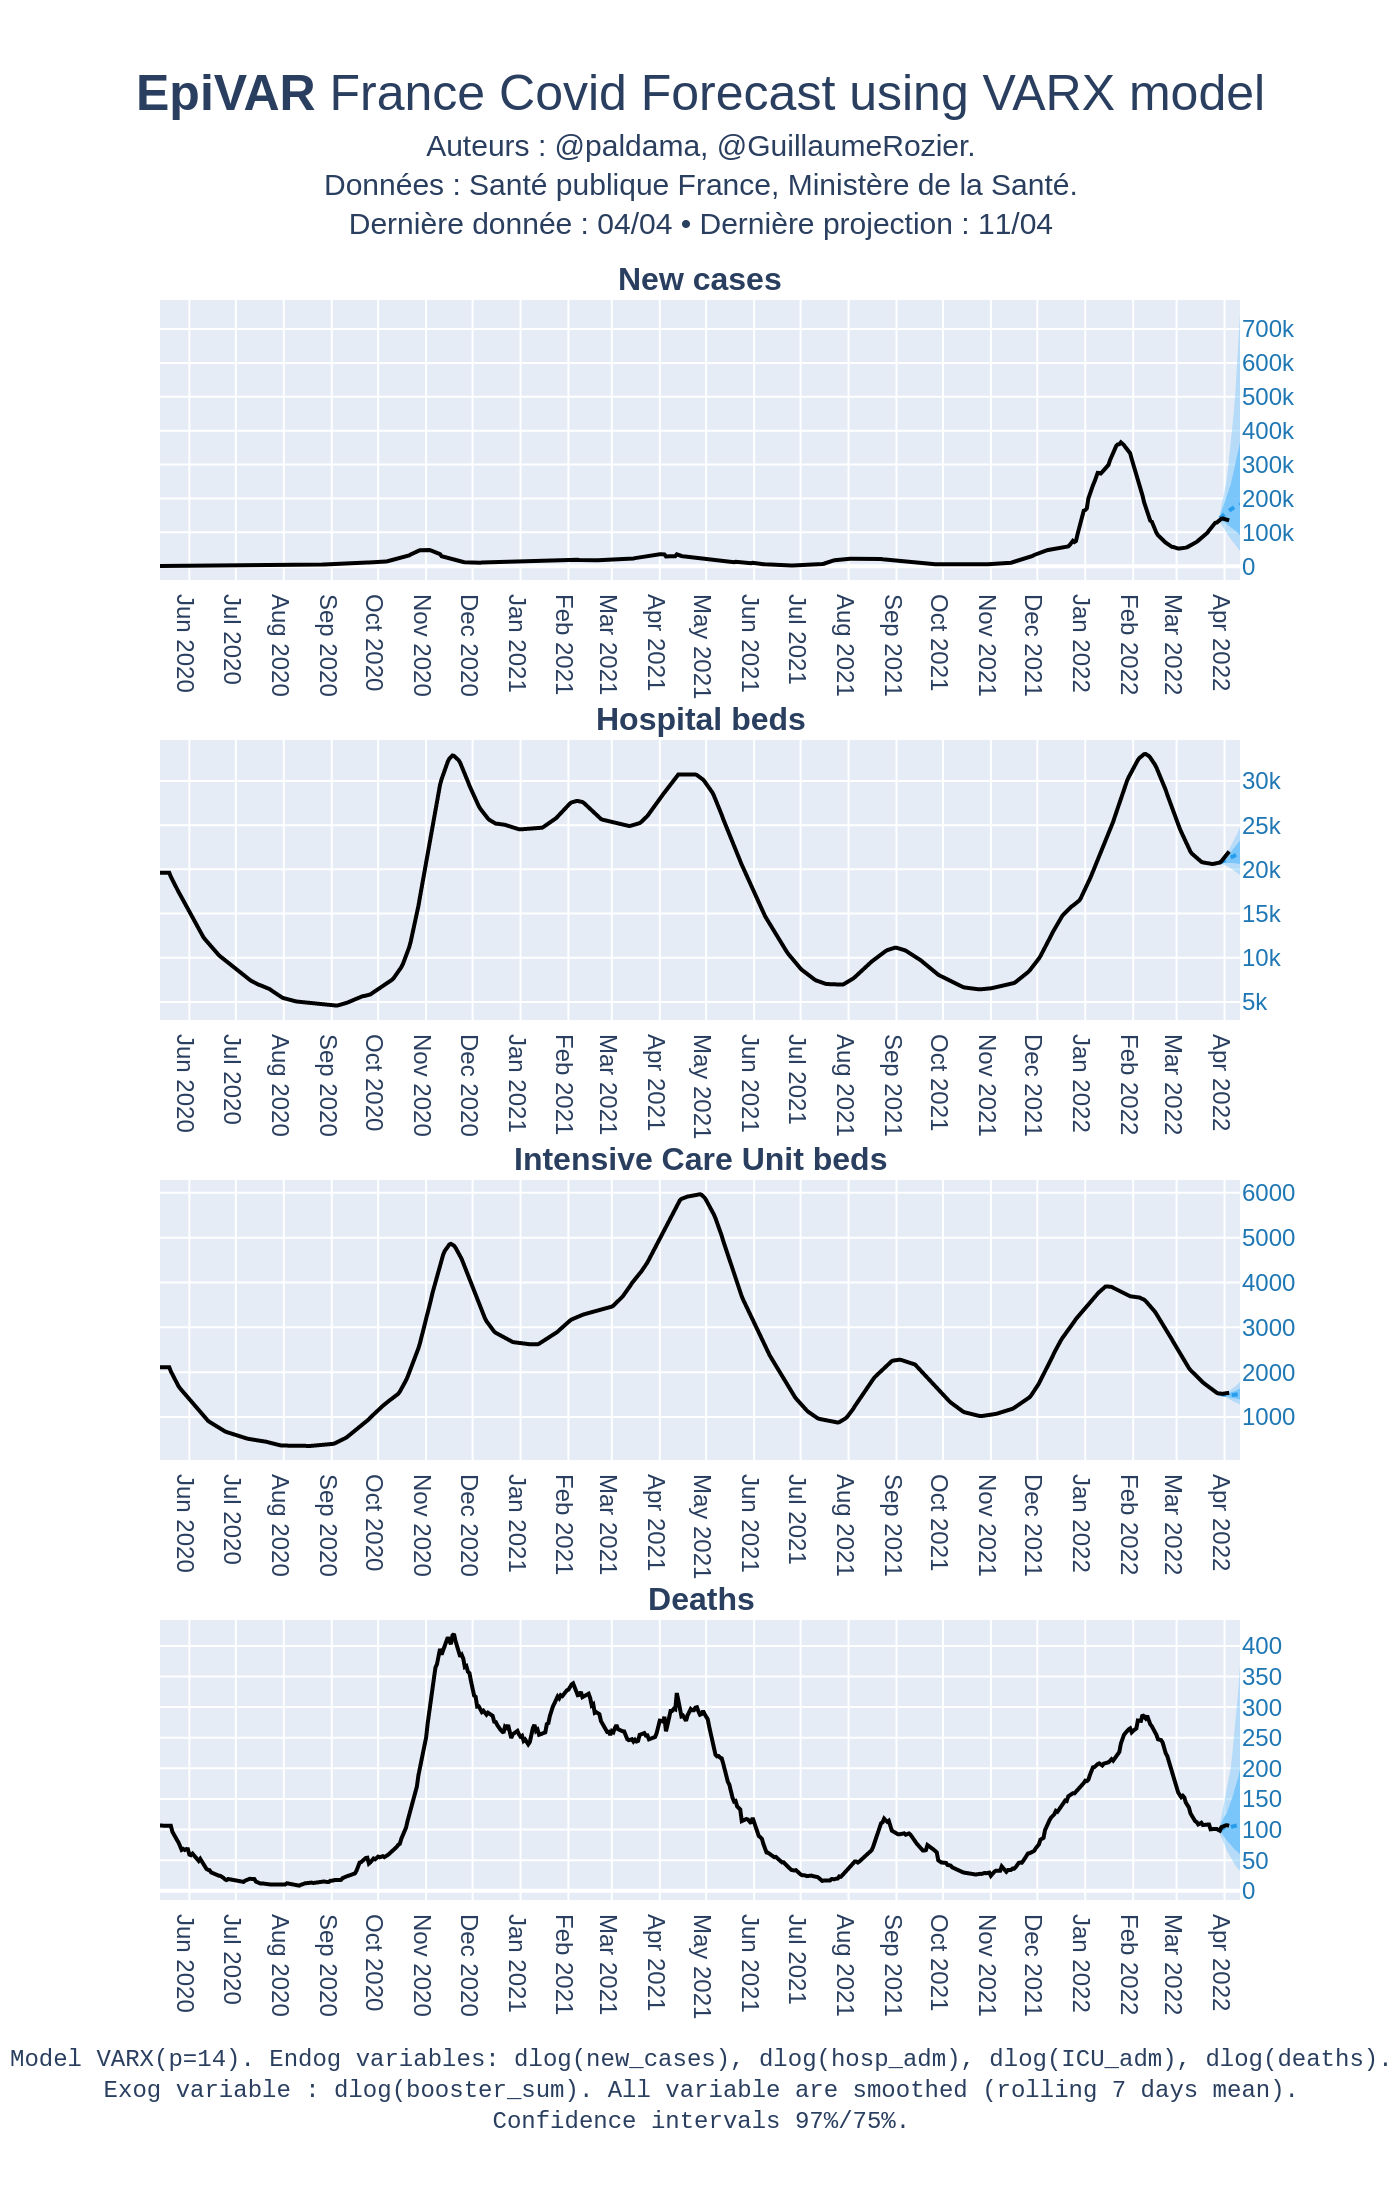 EpiVAR France Covid Forecast using VARX model
Auteurs : @paldama, @GuillaumeRozier.
Données : Santé publique France, Ministère de la Santé.
Dernière donnée : 04/04 • Dernière projection : 11/04
New cases
700k
600k
500k
400k
300k
200k
100k
0
Jun 2020
Jul 2020
Aug 2020
Sep 2020
Oct 2020
Nov 2020
Dec 2020
Jan 2021
Feb 2021
Mar 2021
Apr 2021
May 2021
Jun 2021
Jul 2021
Aug 2021
Sep 2021
Oct 2021
Nov 2021
Dec 2021
Jan 2022
Feb 2022
Mar 2022
Apr 2022
Hospital beds
30k
25k
20k
15k
10k
5k
Jun 2020
Jul 2020
Aug 2020
Sep 2020
Oct 2020
Nov 2020
Dec 2020
Jan 2021
Feb 2021
Mar 2021
Apr 2021
May 2021
Jun 2021
Jul 2021
Aug 2021
Sep 2021
Oct 2021
Nov 2021
Dec 2021
Jan 2022
Feb 2022
Mar 2022
Apr 2022
Intensive Care Unit beds
6000
5000
4000
3000
2000
1000
Jun 2020
Jul 2020
Aug 2020
Sep 2020
Oct 2020
Nov 2020
Dec 2020
Jan 2021
Feb 2021
Mar 2021
Apr 2021
May 2021
Jun 2021
Jul 2021
Aug 2021
Sep 2021
Oct 2021
Nov 2021
Dec 2021
Jan 2022
Feb 2022
Mar 2022
Apr 2022
Deaths
400
350
300
250
200
150
100
50
0
Jun 2020
Jul 2020
Aug 2020
Sep 2020
Oct 2020
Nov 2020
Dec 2020
Jan 2021
Feb 2021
Mar 2021
Apr 2021
May 2021
Jun 2021
Jul 2021
Aug 2021
Sep 2021
Oct 2021
Nov 2021
Dec 2021
Jan 2022
Feb 2022
Mar 2022
Apr 2022
Model VARX(p=14). Endog variables: dlog(new_cases), dlog(hosp_adm), dlog(ICU_adm), dlog(deaths).
Exog variable : dlog(booster_sum). All variable are smoothed (rolling 7 days mean).
Confidence intervals 97%/75%.